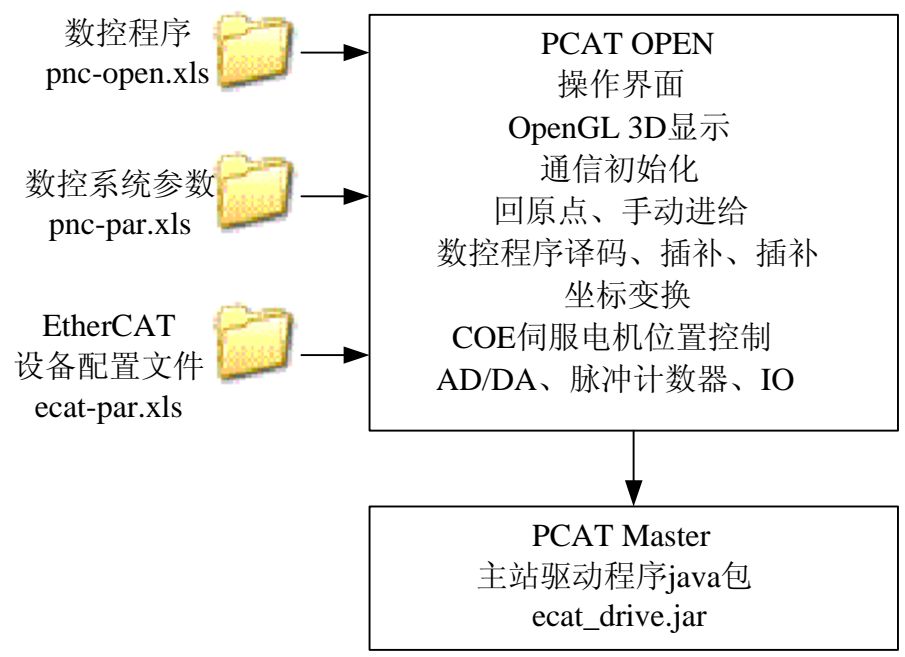 数控程序
pnc-open.xls
数控系统参数
pnc-par.xls
EtherCAT
设备配置文件
ecat-par.xls
PCAT OPEN
操作界面
OpenGL 3D显示
通信初始化
回原点、手动进给
数控程序译码、插补、插补
坐标变换
COE伺服电机位置控制
AD/DA、脉冲计数器、IO
PCAT Master
主站驱动程序java包
ecat_drive.jar